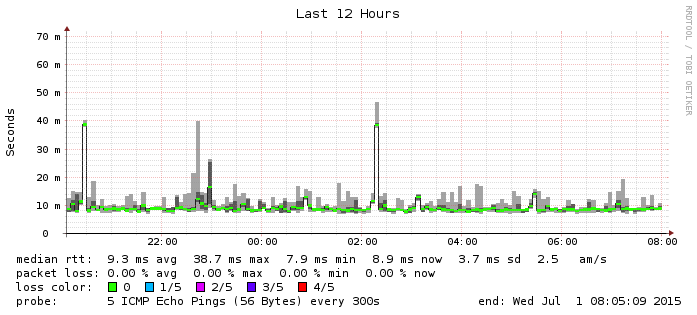 Last 12 Hours
RRDTOOL / TOBI OETIKER
Seconds
70 m
60 m
50 m
40 m
30 m
20 m
10 m
0
22:00 00:00 02:00 04:00 06:00 08:00
median rtt: 9.3 ms avg 38.7 ms max 7.9 ms min 8.9 ms now 3.7 ms sd 2.5 am/s
packet loss: 0.00 % avg 0.00 % max 0.00 % min 0.00 % now
loss color: 0 1/5 2/5 3/5 4/5
probe: 5 ICMP Echo Pings (56 Bytes) every 300s end: Wed Jul 1 08:05:09 2015